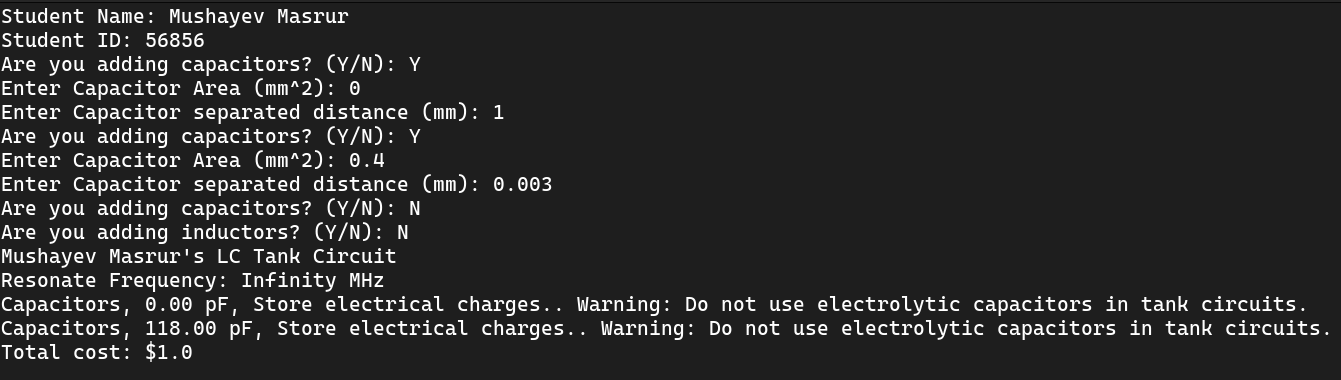 Student Name: Mushayev Masrur
Student ID: 56856
Are you adding capacitors? (Y/N): Y
Enter Capacitor Area (mm^2): 0
Enter Capacitor separated distance (mm): 1
Are you adding capacitors? (Y/N): Y
Enter Capacitor Area (mm^2): 0.4
Enter Capacitor separated distance (mm): 0.003
Are you adding capacitors? (Y/N): N
Are you adding inductors? (Y/N): N
Mushayev Masrur's LC Tank Circuit
Resonate Frequency: Infinity MHz
Capacitors, 0.00 pF, Store electrical charges.. Warning: Do not use electrolytic capacitors in tank circuits.
Capacitors, 118.00 pF, Store electrical charges.. Warning: Do not use electrolytic capacitors in tank circuits.
Total cost: $1.0